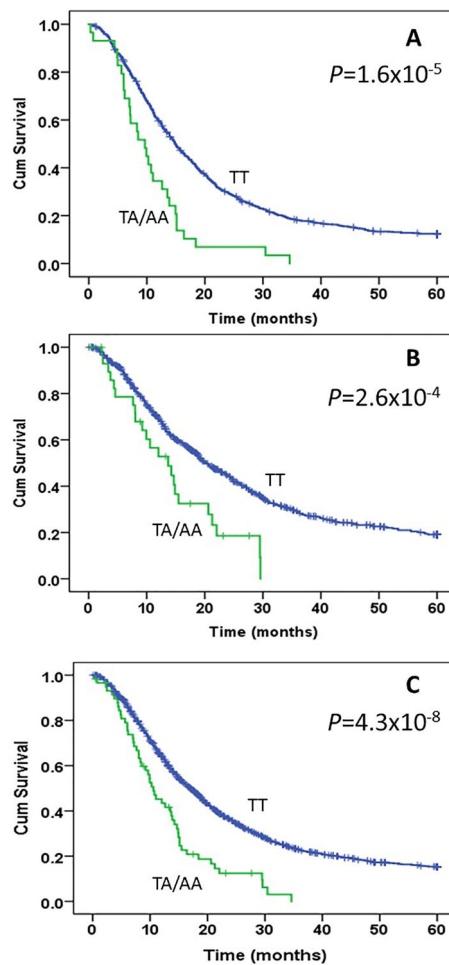 A
P=1.6x10⁻⁵
Cum Survival
1.0
0.8
0.6
0.4
0.2
0.0
TT
TA/AA
0 10 20 30 40 50 60
Time (months)
B
P=2.6x10⁻⁴
Cum Survival
1.0
0.8
0.6
0.4
0.2
0.0
TT
TA/AA
0 10 20 30 40 50 60
Time (months)
C
P=4.3x10⁻⁸
Cum Survival
1.0
0.8
0.6
0.4
0.2
0.0
TT
TA/AA
0 10 20 30 40 50 60
Time (months)